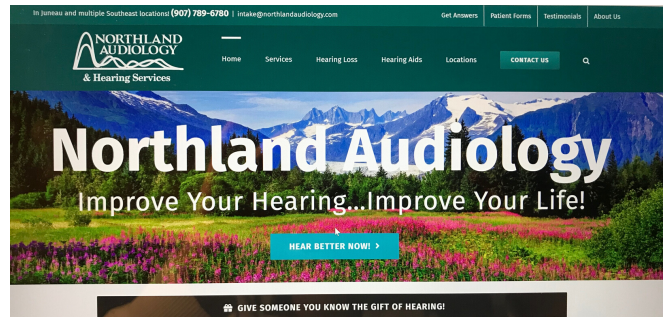 In Juneau and multiple Southeast locations! (907) 789-6780 | intake@northlandaudiology.com
Get Answers
Patient Forms
Testimonials
About Us
NORTHLAND
AUDIOLOGY
& Hearing Services
Home
Services
Hearing Loss
Hearing Aids
Locations
CONTACT US
Northland Audiology
Improve Your Hearing...Improve Your Life!
HEAR BETTER NOW! >
GIVE SOMEONE YOU KNOW THE GIFT OF HEARING!